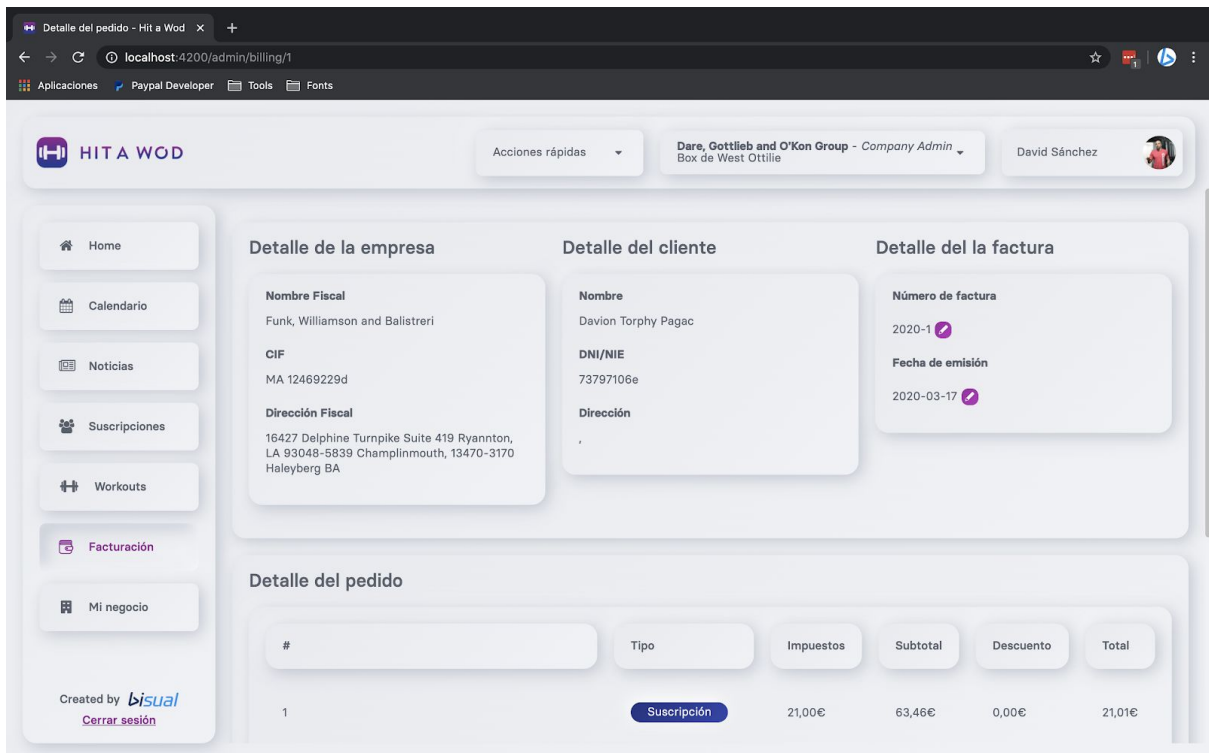 Detalle del pedido - Hit a Wod
localhost:4200/admin/billing/1
Aplicaciones Paypal Developer Tools Fonts
1
HIT A WOD
Acciones rápidas
Dare, Gottlieb and O'Kon Group - Company Admin
Box de West Ottilie
David Sánchez
Home
Calendario
Noticias
Suscripciones
Workouts
Facturación
Mi negocio
Created by bisual
Cerrar sesión
Detalle de la empresa
Nombre Fiscal
Funk, Williamson and Balistreri
CIF
MA 12469229d
Dirección Fiscal
16427 Delphine Turnpike Suite 419 Ryannton,
LA 93048-5839 Champlinmouth, 13470-3170
Haleyberg BA
Detalle del cliente
Nombre
Davion Torphy Pagac
DNI/NIE
73797106e
Dirección
,
Detalle del la factura
Número de factura
2020-1
Fecha de emisión
2020-03-17
Detalle del pedido
# Tipo Impuestos Subtotal Descuento Total
1 Suscripción 21,00€ 63,46€ 0,00€ 21,01€